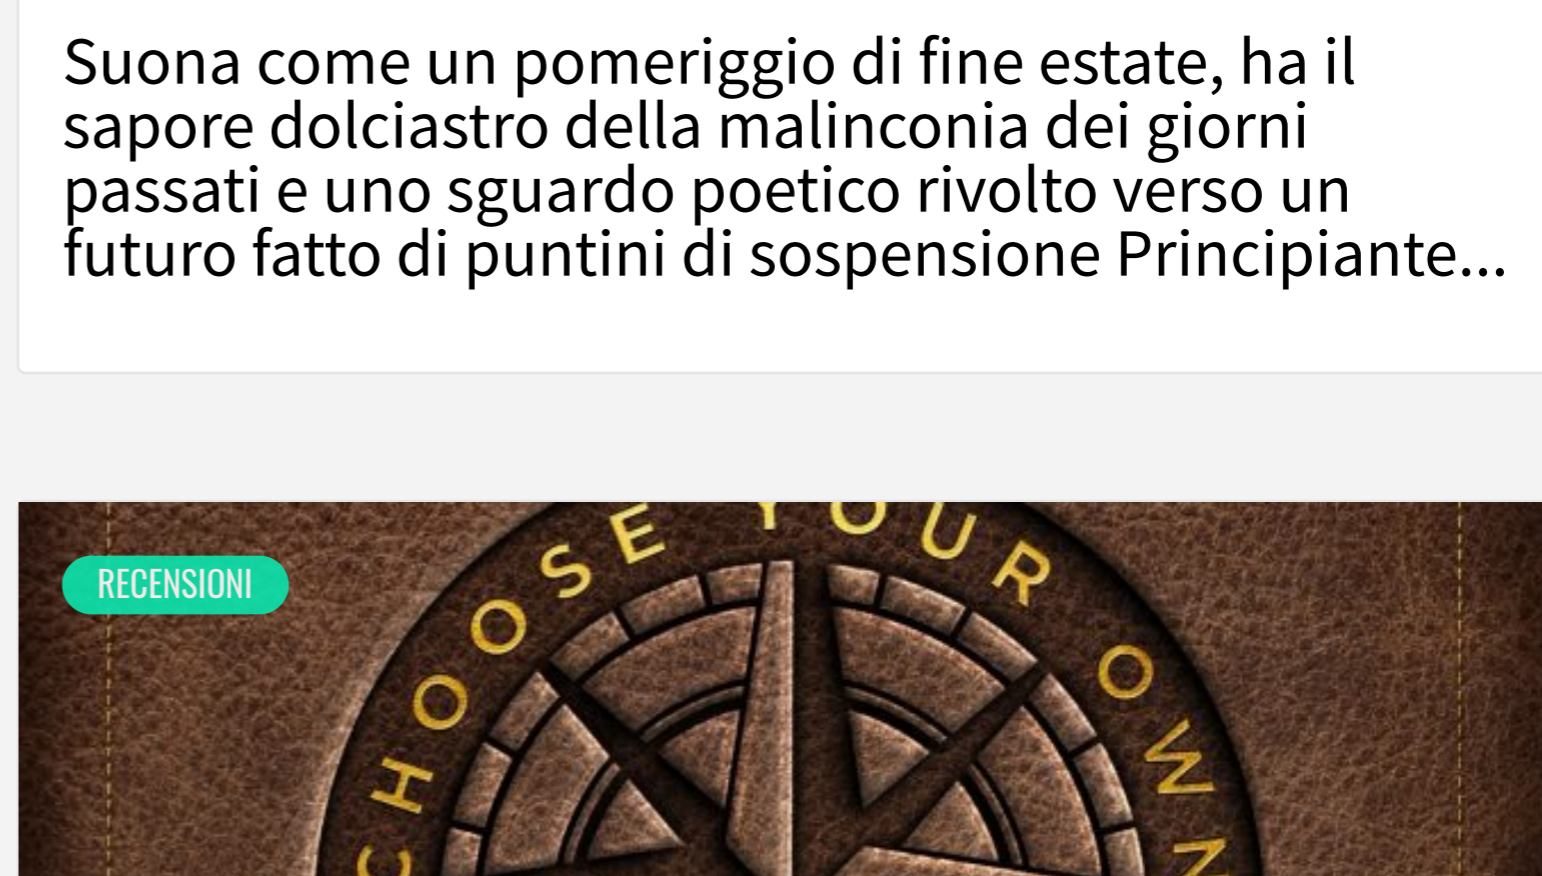 Suona come un pomeriggio di fine estate, ha il
sapore dolciastro della malinconia dei giorni
passati e uno sguardo poetico rivolto verso un
futuro fatto di puntini di sospensione Principiante...
RECENSIONI
CHOOSE YOUR OWN